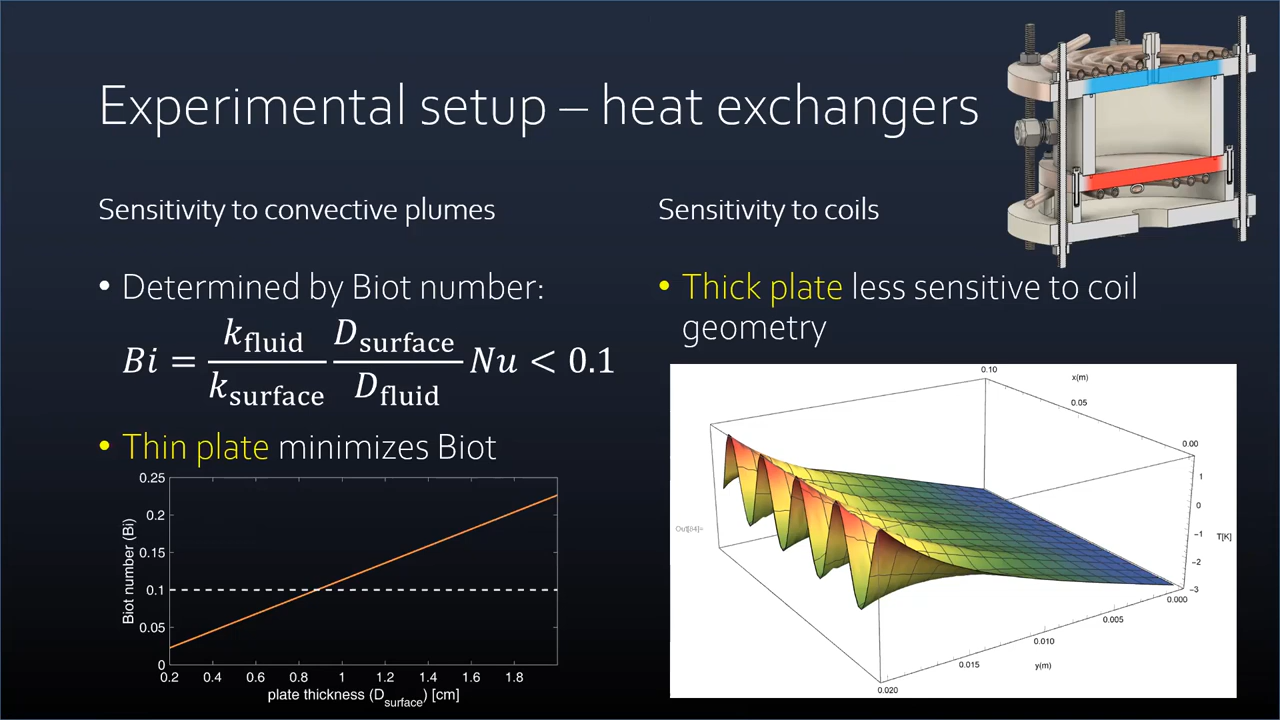 Experimental setup – heat exchangers
Sensitivity to convective plumes
• Determined by Biot number:
Bi = k_fluid / k_surface D_surface / D_fluid Nu < 0.1
• Thin plate minimizes Biot
0.25
0.2
0.15
0.1
0.05
0
Biot number (Bi)
0.2 0.4 0.6 0.8 1 1.2 1.4 1.6 1.8
plate thickness (D_surface) [cm]
Sensitivity to coils
• Thick plate less sensitive to coil
geometry
0.10
x(m)
0.05
0.00
1
0
-1
-2
-3
T[K]
Out[64]=
0.000
0.005
0.010
0.015
0.020
y(m)